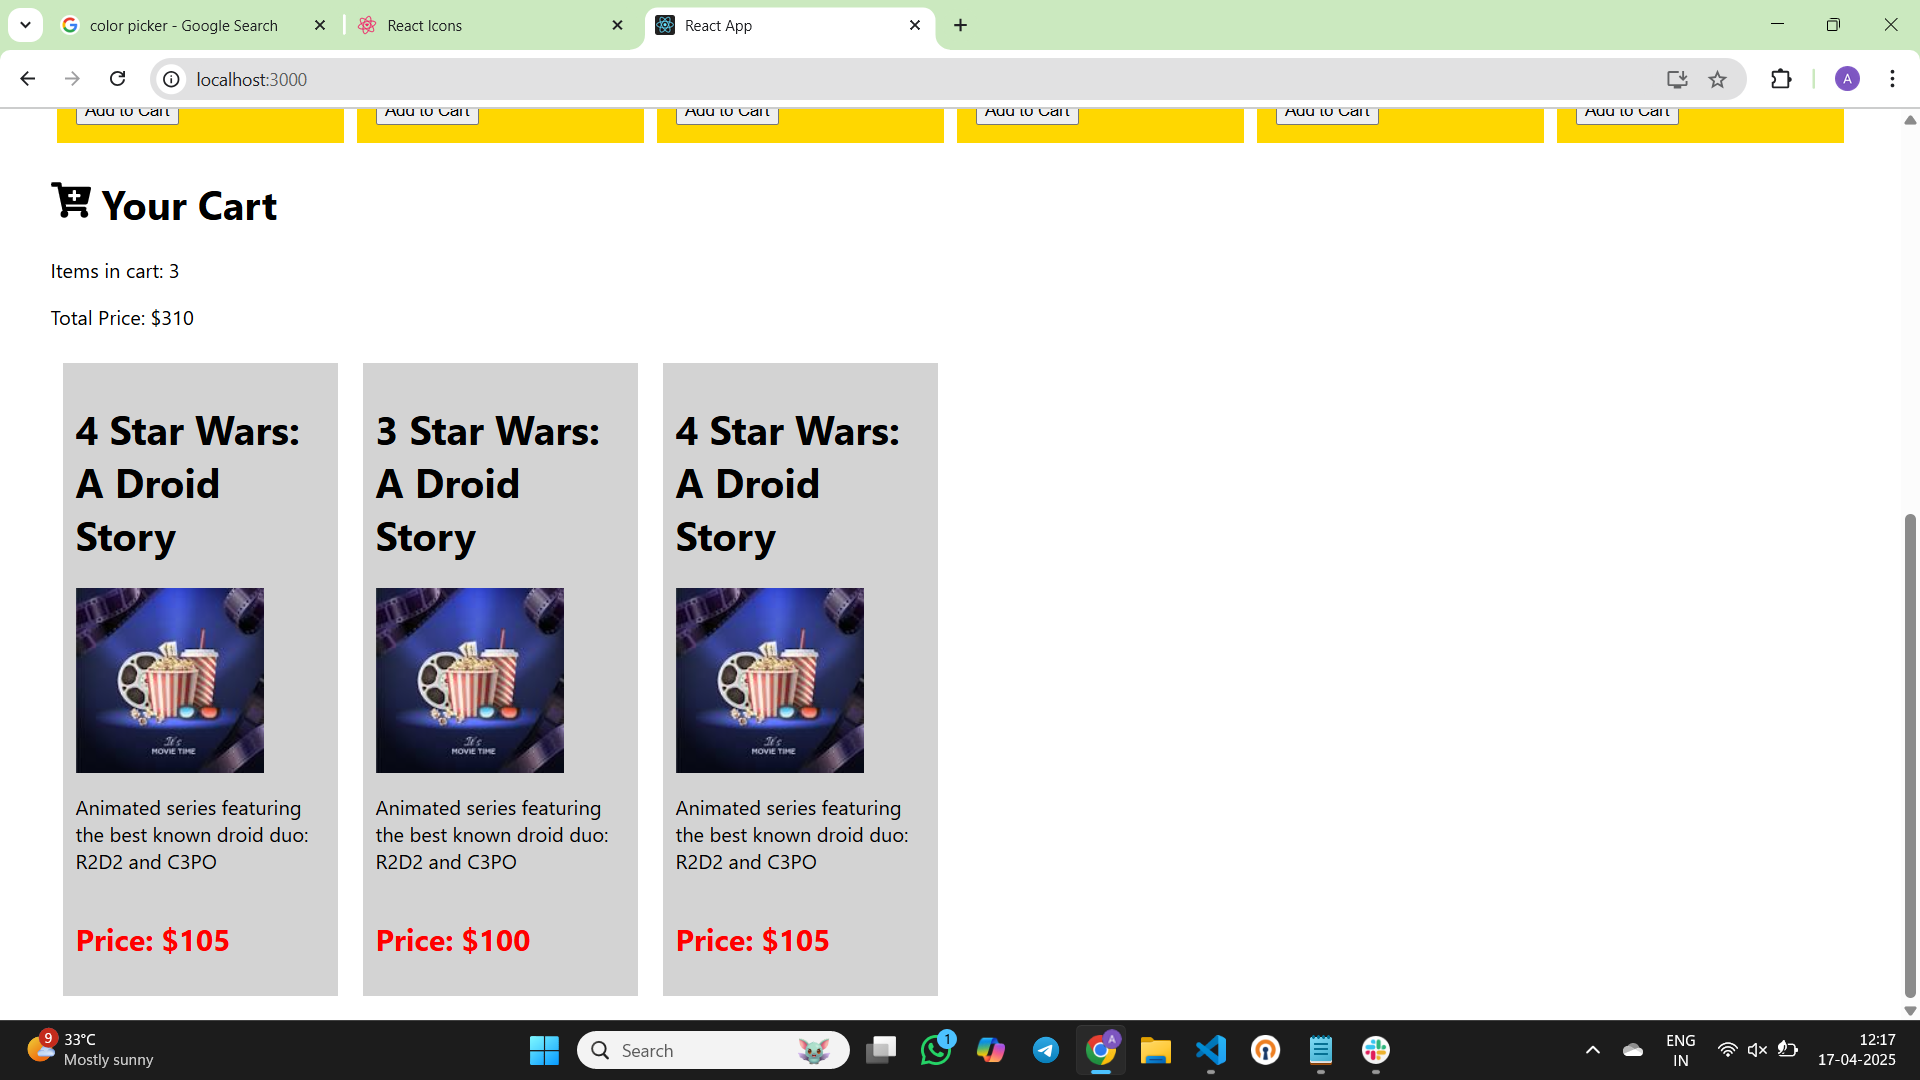 color picker - Google Search
React Icons
React App
localhost:3000
A
Add to Cart Add to Cart Add to Cart Add to Cart Add to Cart Add to Cart
Your Cart
Items in cart: 3
Total Price: $310
4 Star Wars:
A Droid
Story
It's
MOVIE TIME
Animated series featuring
the best known droid duo:
R2D2 and C3PO
Price: $105
3 Star Wars:
A Droid
Story
It's
MOVIE TIME
Animated series featuring
the best known droid duo:
R2D2 and C3PO
Price: $100
4 Star Wars:
A Droid
Story
It's
MOVIE TIME
Animated series featuring
the best known droid duo:
R2D2 and C3PO
Price: $105
9
33°C
Mostly sunny
Search
1
A
ENG
IN
12:17
17-04-2025